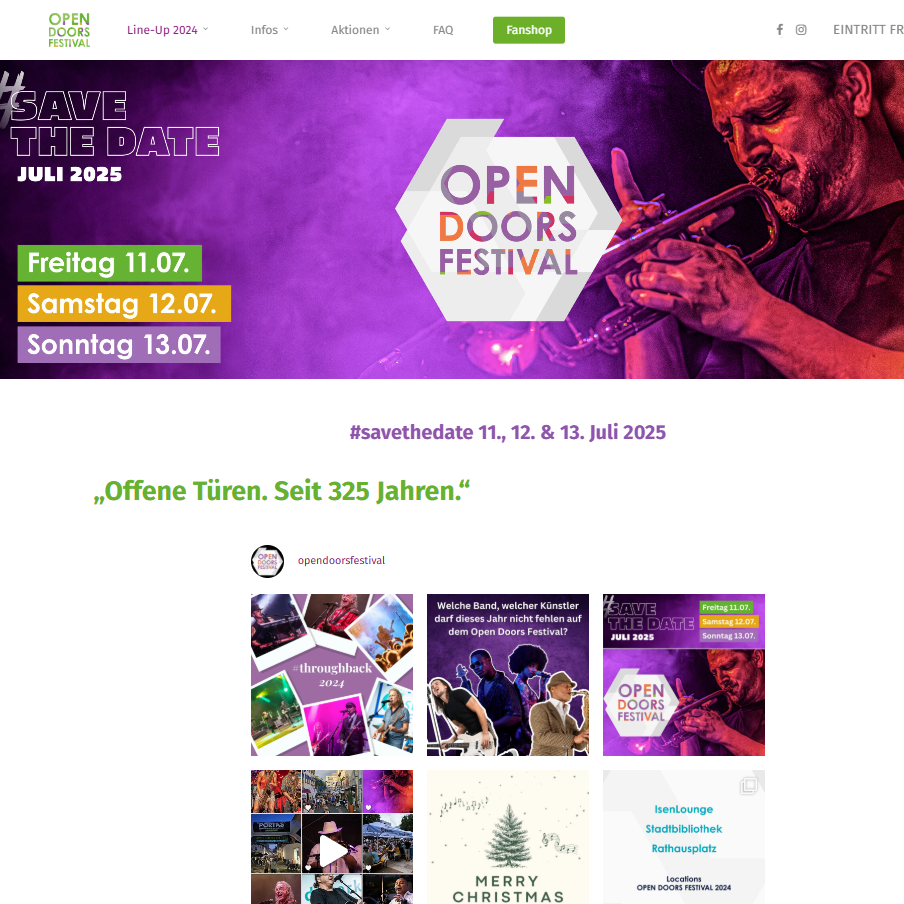 OPEN
DOORS
FESTIVAL
Line-Up 2024
Infos
Aktionen
FAQ
Fanshop
EINTRITT FR
#SAVE
THE DATE
JULI 2025
Freitag 11.07.
Samstag 12.07.
Sonntag 13.07.
OPEN
DOORS
FESTIVAL
#savethedate 11., 12. & 13. Juli 2025
„Offene Türen. Seit 325 Jahren.“
OPEN
DOORS
FESTIVAL
opendoorsfestival
#throughback
2024
Welche Band, welcher Künstler
darf dieses Jahr nicht fehlen auf
dem Open Doors Festival?
#SAVE
THE DATE
JULI 2025
Freitag 11.07.
Samstag 12.07.
Sonntag 13.07.
OPEN
DOORS
FESTIVAL
MERRY
CHRISTMAS
IsenLounge
Stadtbibliothek
Rathausplatz
Locations
OPEN DOORS FESTIVAL 2024